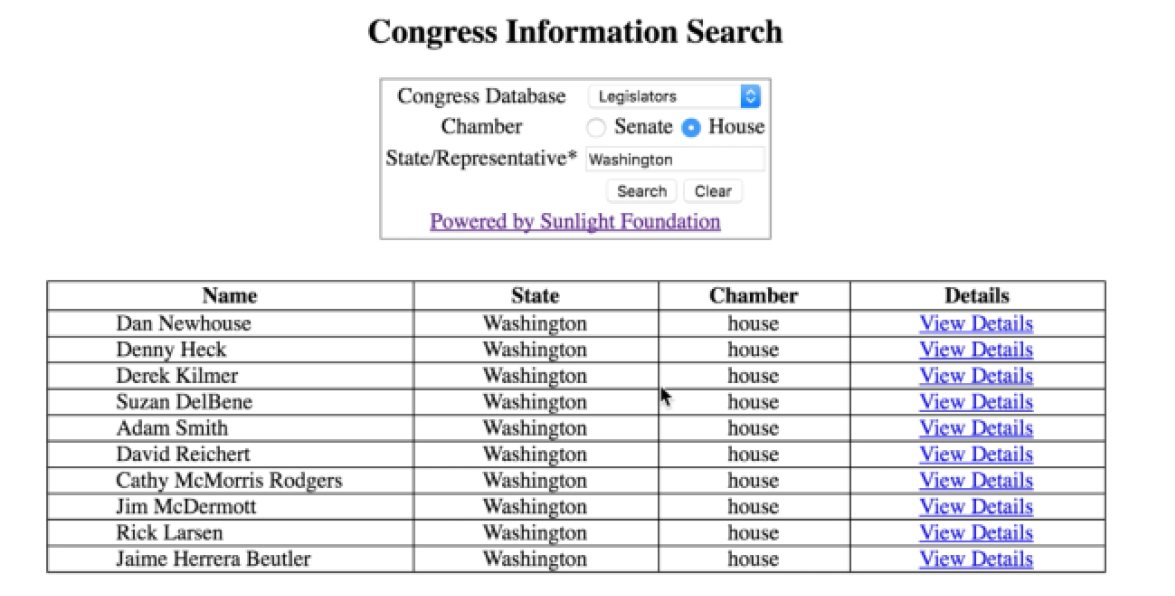 Congress Information Search
Congress Database Legislators
Chamber Senate House
State/Representative* Washington
Search Clear
Powered by Sunlight Foundation
Name State Chamber Details
Dan Newhouse Washington house View Details
Denny Heck Washington house View Details
Derek Kilmer Washington house View Details
Suzan DelBene Washington house View Details
Adam Smith Washington house View Details
David Reichert Washington house View Details
Cathy McMorris Rodgers Washington house View Details
Jim McDermott Washington house View Details
Rick Larsen Washington house View Details
Jaime Herrera Beutler Washington house View Details